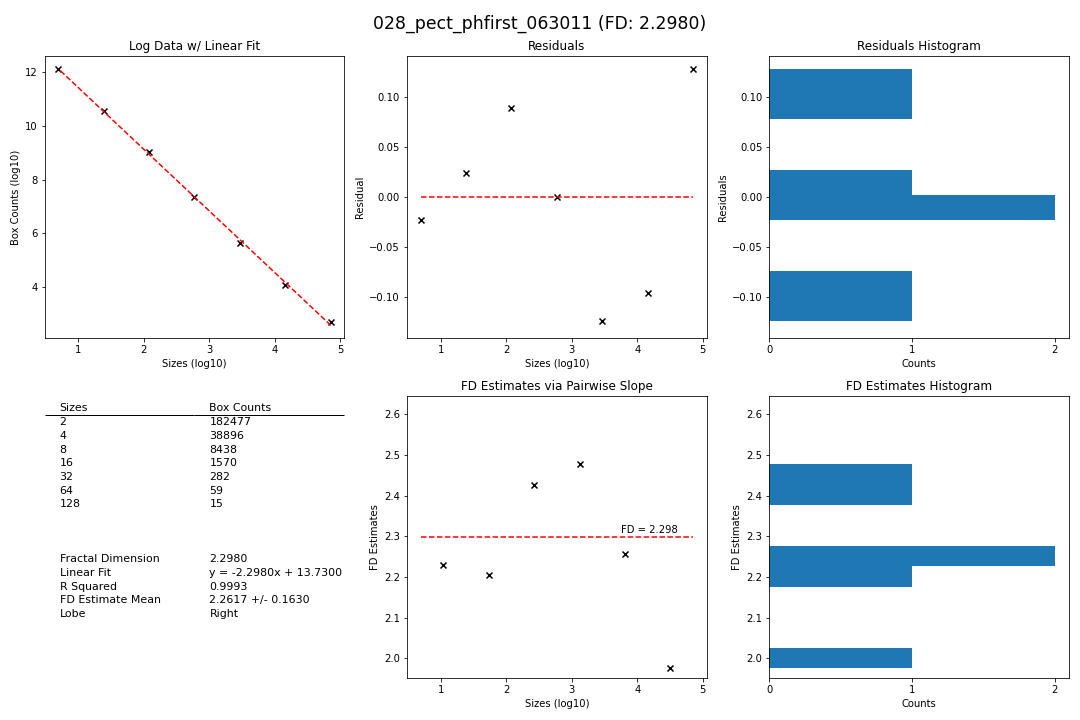 028_pect_phfirst_063011 (FD: 2.2980)
Log Data w/ Linear Fit
Box Counts (log10)
12
10
8
6
4
1 2 3 4 5
Sizes (log10)
Residuals
Residual
0.10
0.05
0.00
−0.05
−0.10
1 2 3 4 5
Sizes (log10)
Residuals Histogram
Residuals
0.10
0.05
0.00
−0.05
−0.10
0 1 2
Counts
Sizes Box Counts
2 182477
4 38896
8 8438
16 1570
32 282
64 59
128 15
Fractal Dimension 2.2980
Linear Fit y = -2.2980x + 13.7300
R Squared 0.9993
FD Estimate Mean 2.2617 +/- 0.1630
Lobe Right
FD Estimates via Pairwise Slope
FD Estimates
2.6
2.5
2.4
2.3
2.2
2.1
2.0
FD = 2.298
1 2 3 4 5
Sizes (log10)
FD Estimates Histogram
FD Estimates
2.6
2.5
2.4
2.3
2.2
2.1
2.0
0 1 2
Counts